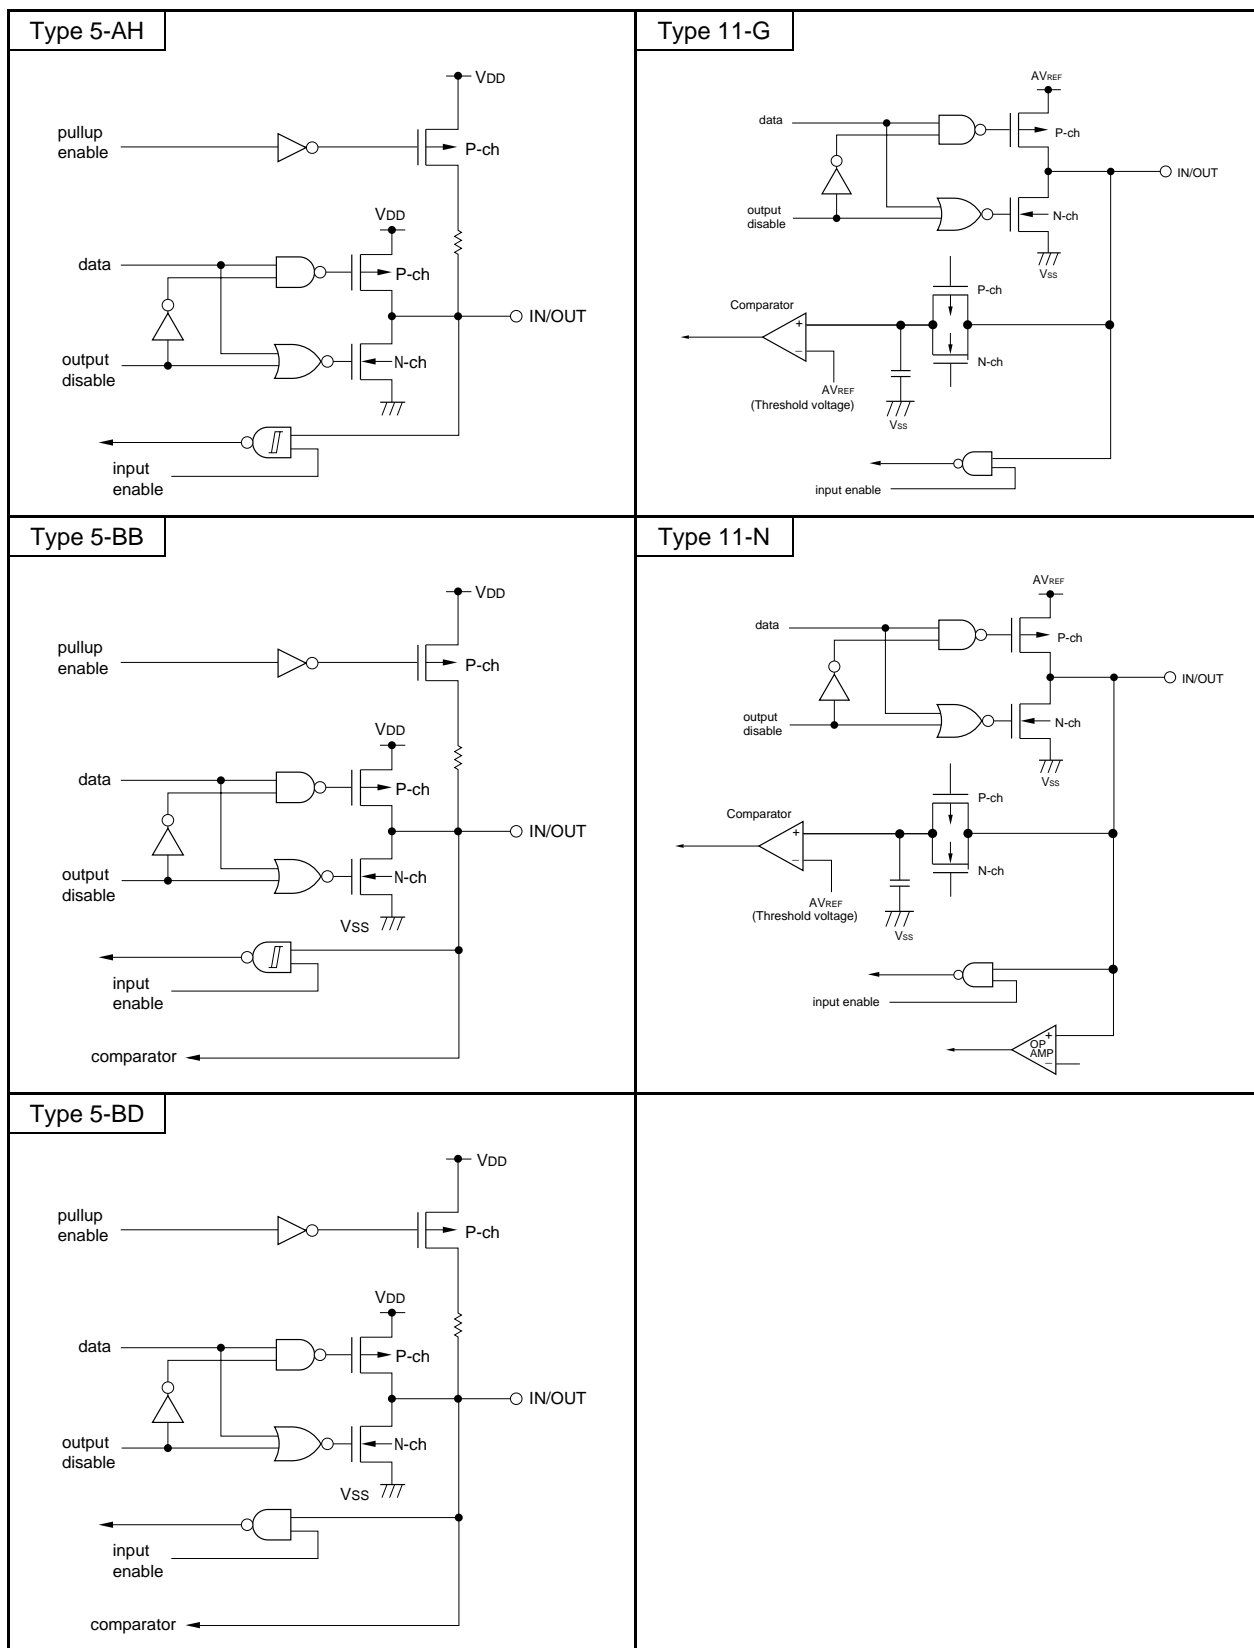 Type 5-AH
VDD
pullup
enable
P-ch
VDD
data
P-ch
IN/OUT
output
disable
N-ch
input
enable
Type 11-G
AVREF
data
P-ch
IN/OUT
output
disable
N-ch
VSS
P-ch
Comparator
+
–
N-ch
AVREF
(Threshold voltage)
VSS
input enable
Type 5-BB
VDD
pullup
enable
P-ch
VDD
data
P-ch
IN/OUT
output
disable
N-ch
VSS
input
enable
comparator
Type 11-N
AVREF
data
P-ch
IN/OUT
output
disable
N-ch
VSS
P-ch
Comparator
+
–
N-ch
AVREF
(Threshold voltage)
VSS
input enable
+
OP
AMP
–
Type 5-BD
VDD
pullup
enable
P-ch
VDD
data
P-ch
IN/OUT
output
disable
N-ch
VSS
input
enable
comparator